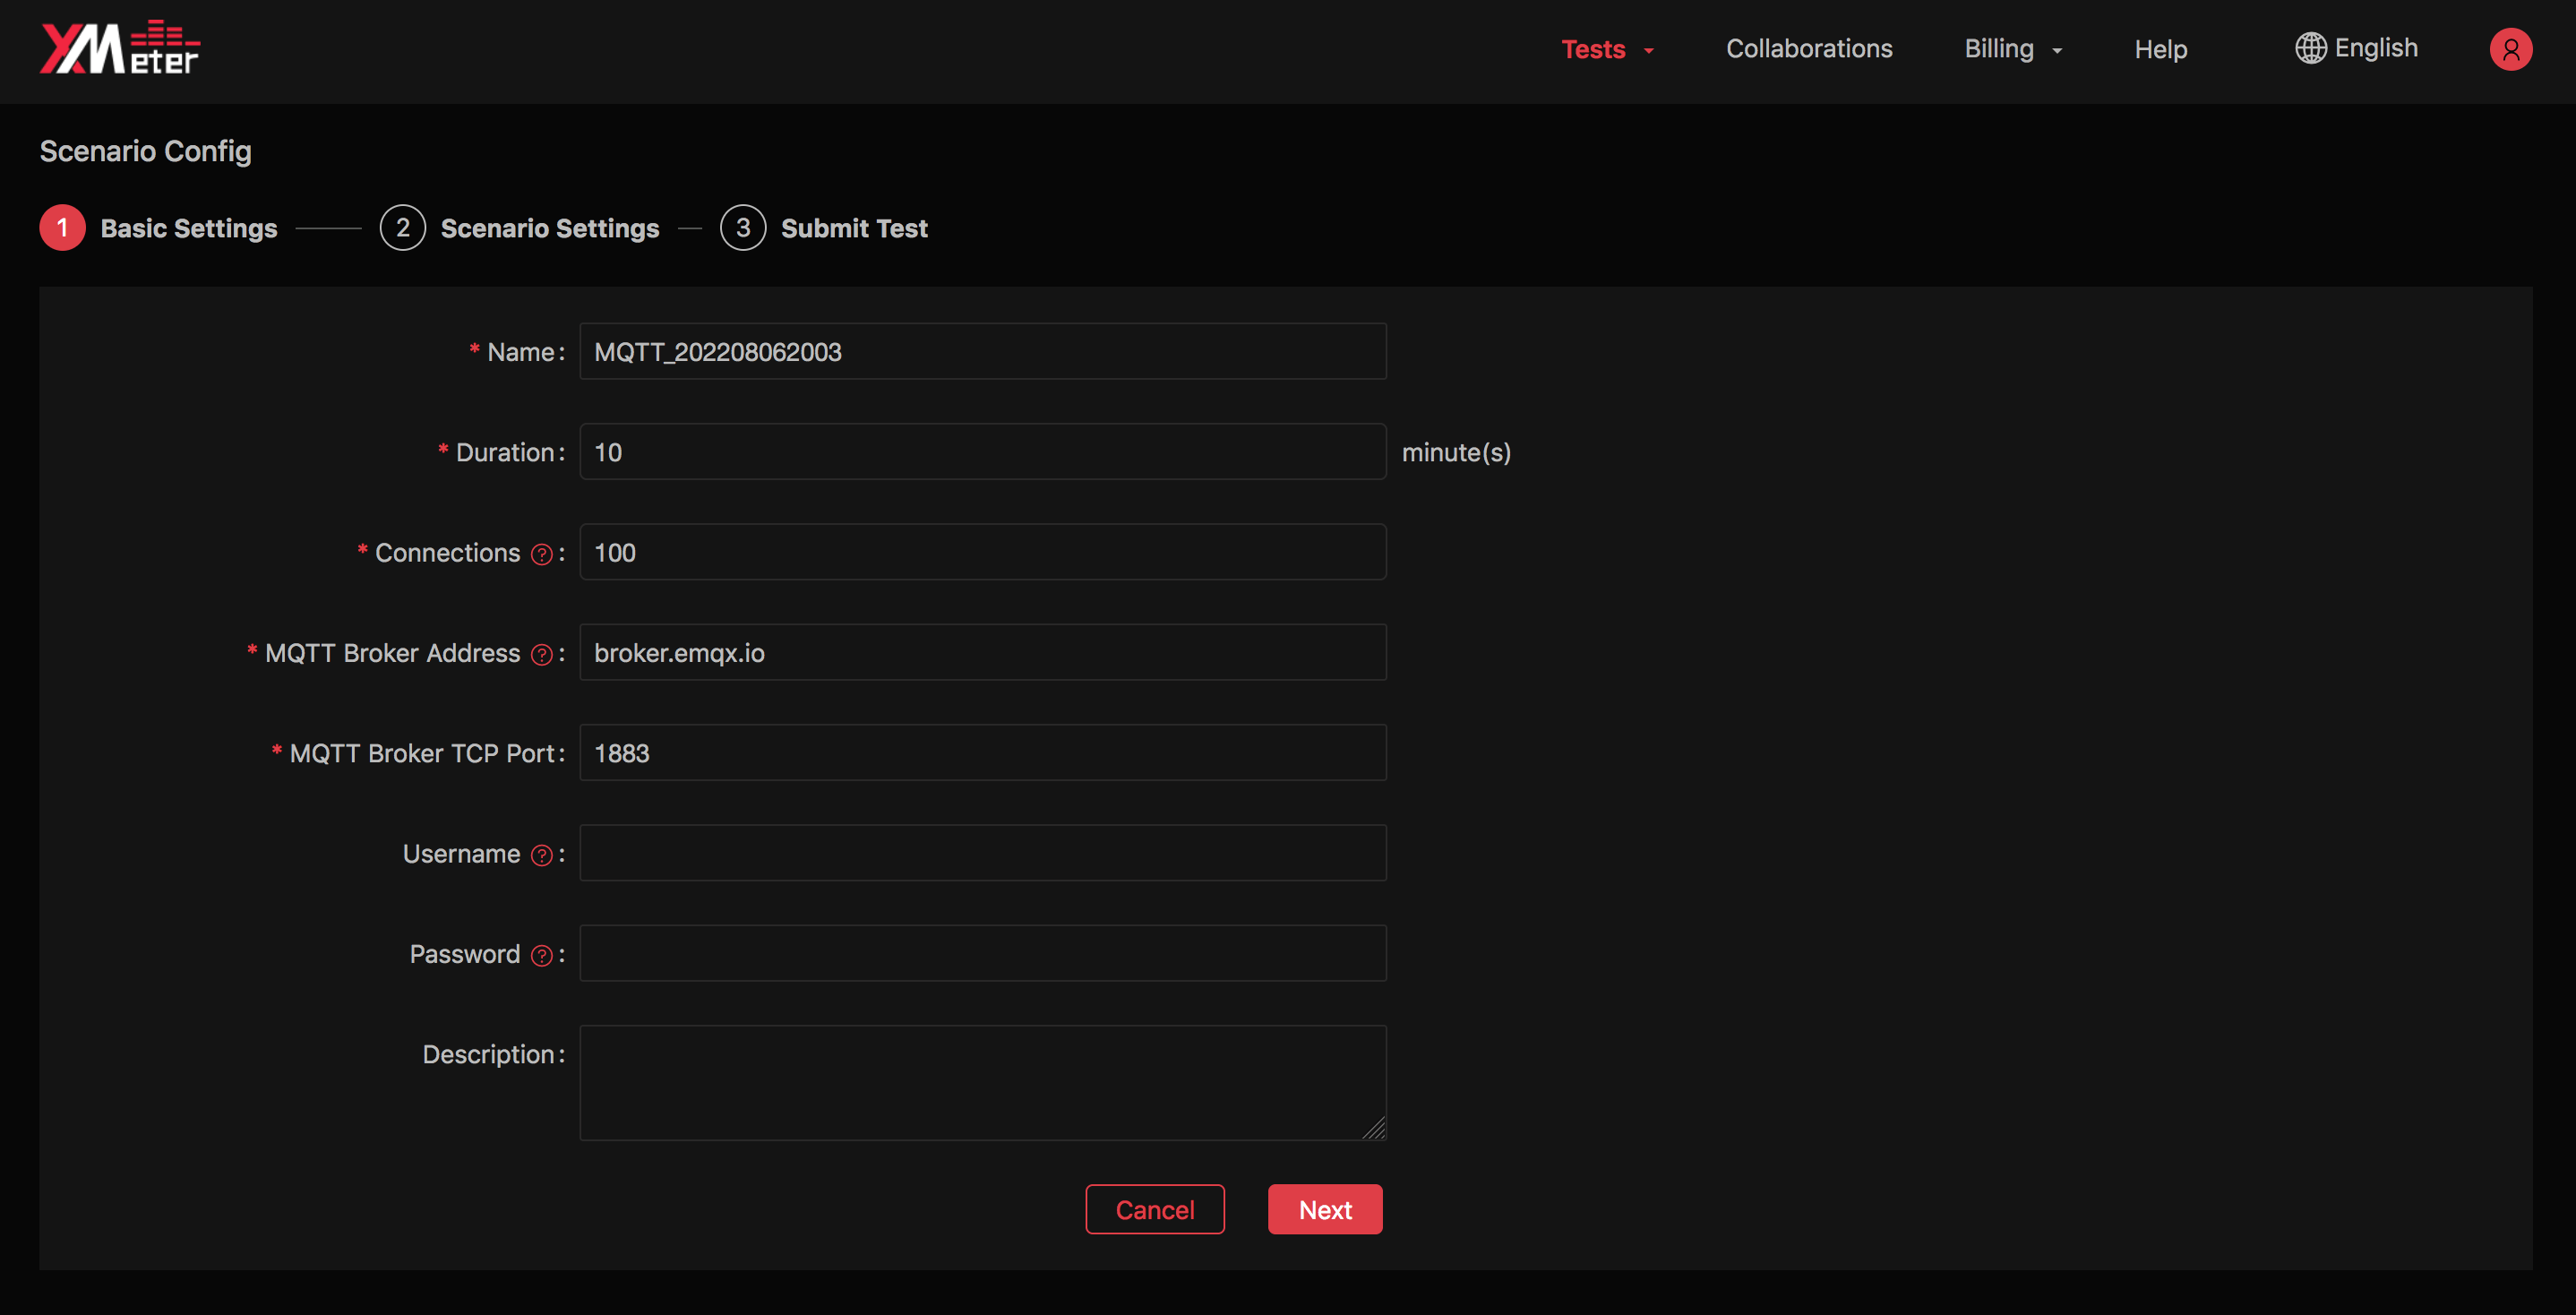 XMeter
Tests Collaborations Billing Help English
Scenario Config
1 Basic Settings 2 Scenario Settings 3 Submit Test
* Name: MQTT_202208062003
* Duration: 10 minute(s)
* Connections ? : 100
* MQTT Broker Address ? : broker.emqx.io
* MQTT Broker TCP Port: 1883
Username ? :
Password ? :
Description:
Cancel Next